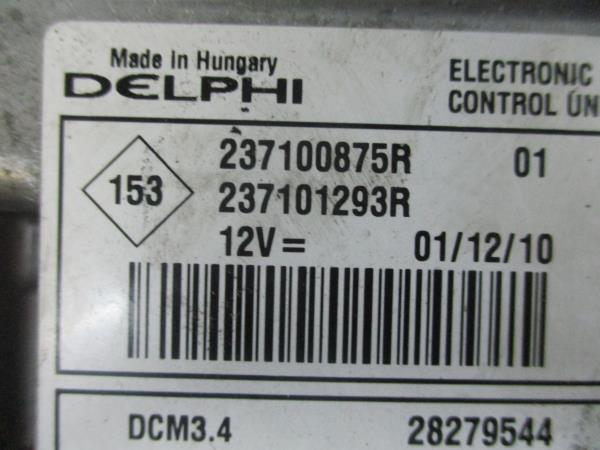 Made In Hungary
DELPHI
ELECTRONIC
CONTROL UN
153
237100875R 01
237101293R
12V = 01/12/10
DCM3.4 28279544